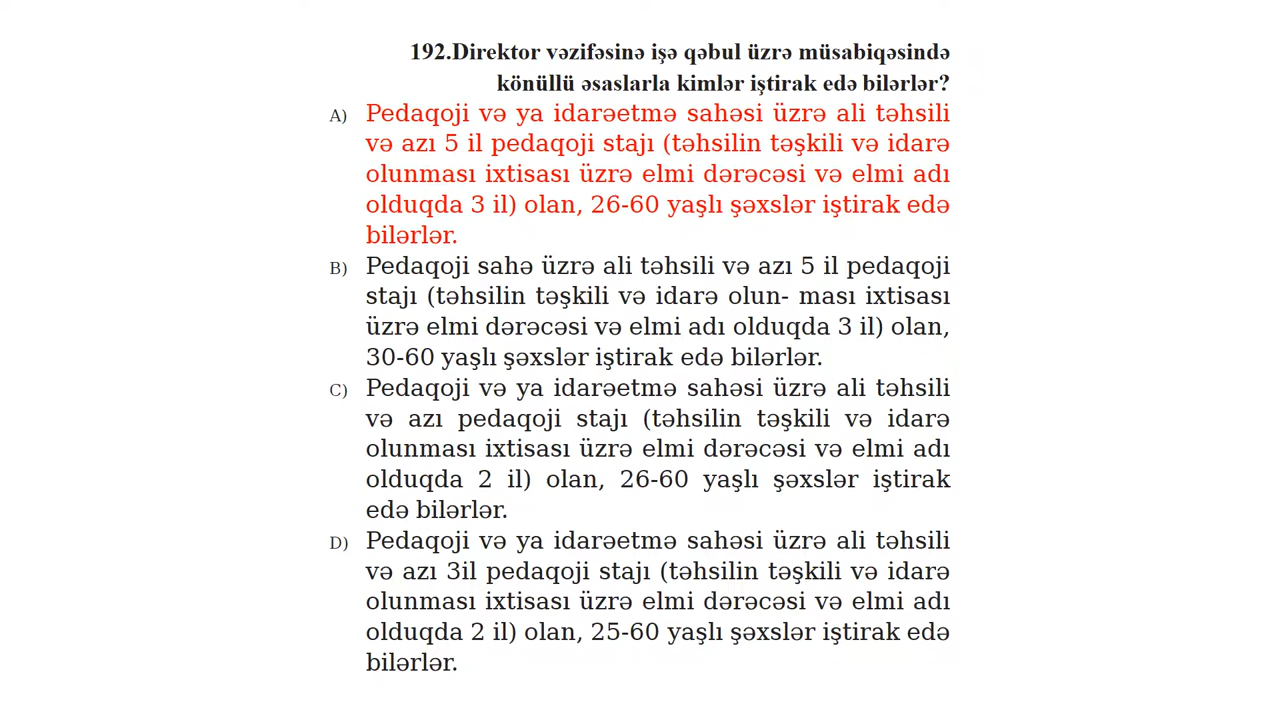 192.Direktor vəzifəsinə işə qəbul üzrə müsabiqəsində
könüllü əsaslarla kimlər iştirak edə bilərlər?
A) Pedaqoji və ya idarəetmə sahəsi üzrə ali təhsili
və azı 5 il pedaqoji stajı (təhsilin təşkili və idarə
olunması ixtisası üzrə elmi dərəcəsi və elmi adı
olduqda 3 il) olan, 26-60 yaşlı şəxslər iştirak edə
bilərlər.
B) Pedaqoji sahə üzrə ali təhsili və azı 5 il pedaqoji
stajı (təhsilin təşkili və idarə olun- ması ixtisası
üzrə elmi dərəcəsi və elmi adı olduqda 3 il) olan,
30-60 yaşlı şəxslər iştirak edə bilərlər.
C) Pedaqoji və ya idarəetmə sahəsi üzrə ali təhsili
və azı pedaqoji stajı (təhsilin təşkili və idarə
olunması ixtisası üzrə elmi dərəcəsi və elmi adı
olduqda 2 il) olan, 26-60 yaşlı şəxslər iştirak
edə bilərlər.
D) Pedaqoji və ya idarəetmə sahəsi üzrə ali təhsili
və azı 3il pedaqoji stajı (təhsilin təşkili və idarə
olunması ixtisası üzrə elmi dərəcəsi və elmi adı
olduqda 2 il) olan, 25-60 yaşlı şəxslər iştirak edə
bilərlər.